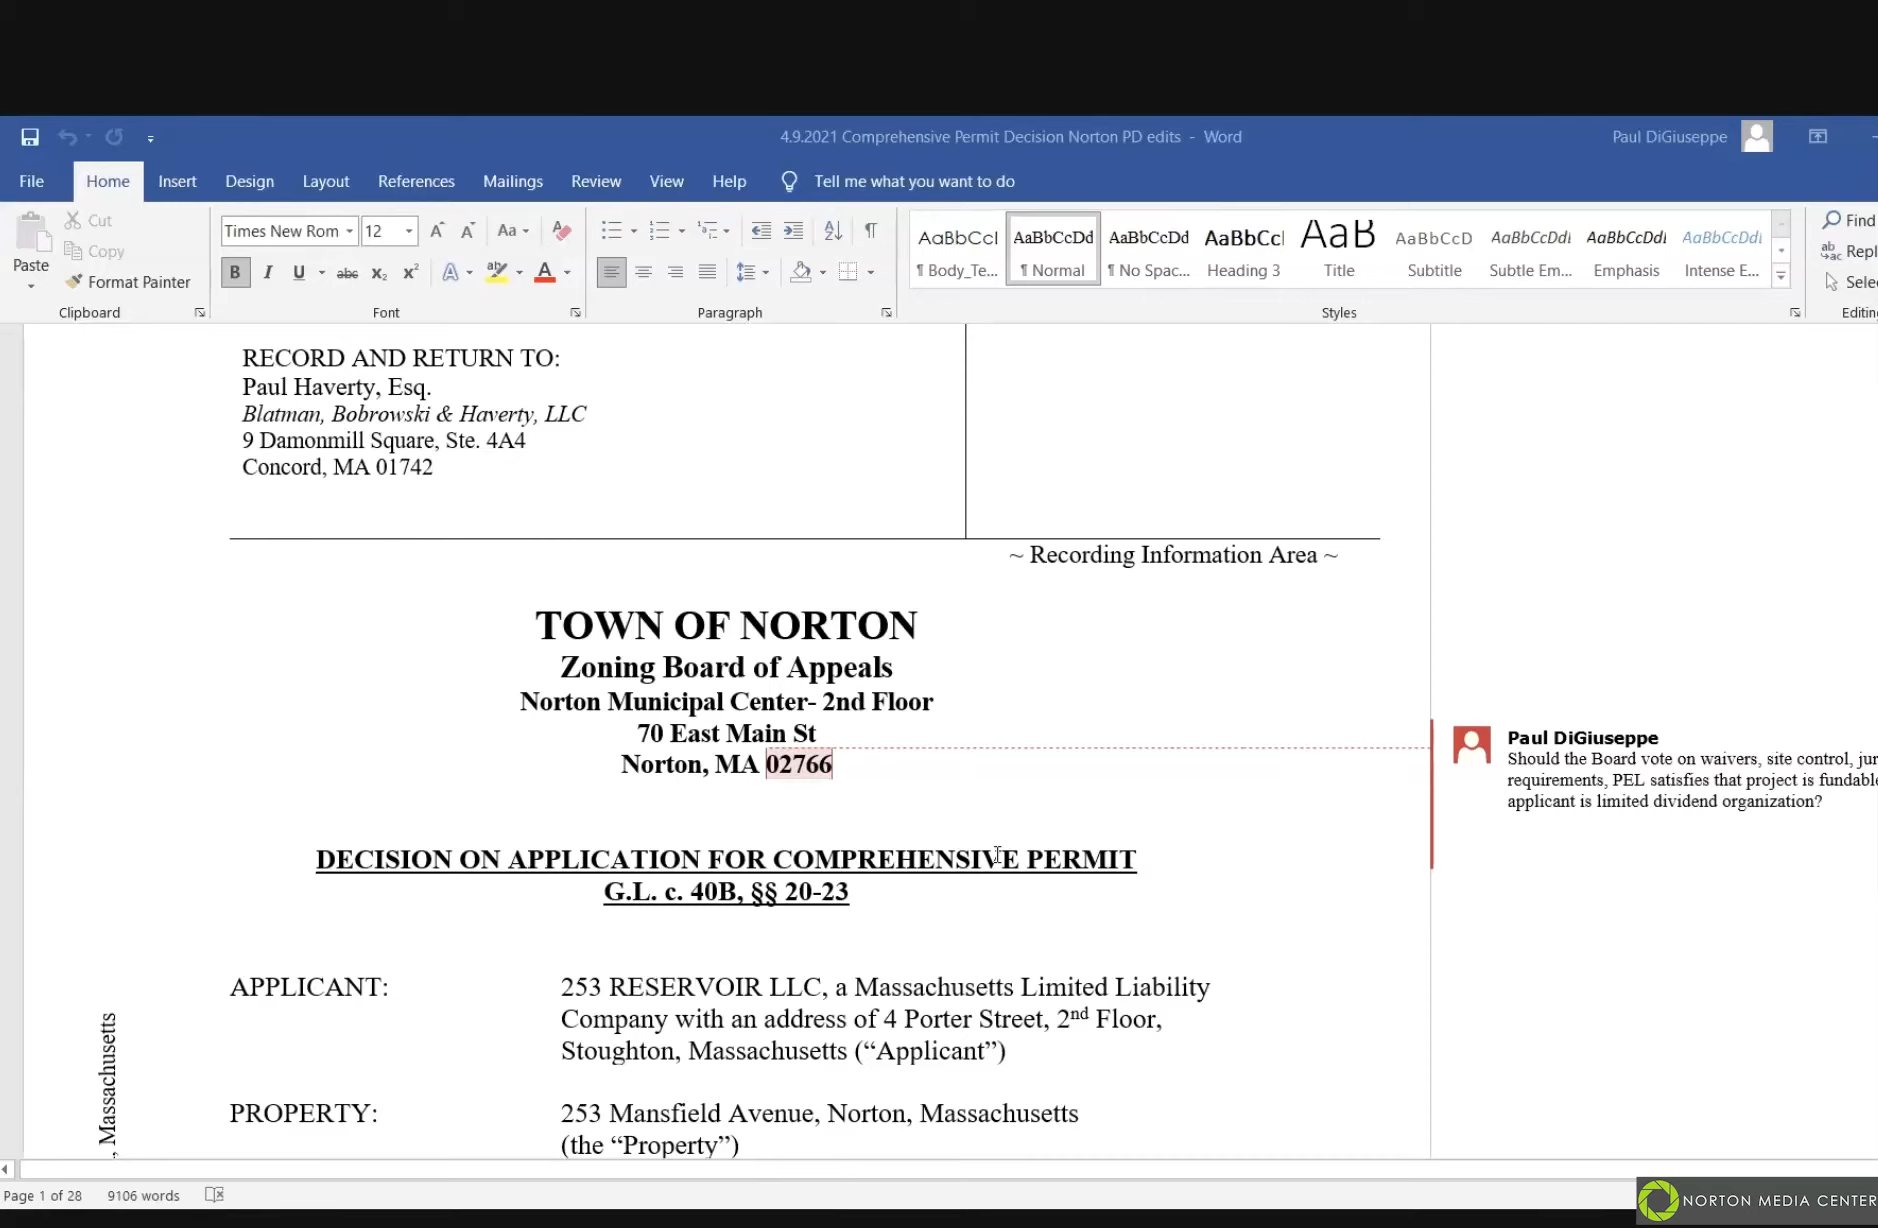 4.9.2021 Comprehensive Permit Decision Norton PD edits - Word
Paul DiGiuseppe
File Home Insert Design Layout References Mailings Review View Help Tell me what you want to do
Paste
Cut
Copy
Format Painter
Clipboard
Times New Rom 12
Font
Paragraph
AaBbCcI AaBbCcDd AaBbCcDd AaBbCcI AaB AaBbCcD AaBbCcDdI AaBbCcDdI AaBbCcDdI
¶ Body_Te... ¶ Normal ¶ No Spac... Heading 3 Title Subtitle Subtle Em... Emphasis Intense E...
Styles
Find
Repl
Sele
Editin
RECORD AND RETURN TO:
Paul Haverty, Esq.
Blatman, Bobrowski & Haverty, LLC
9 Damonmill Square, Ste. 4A4
Concord, MA 01742
~ Recording Information Area ~
TOWN OF NORTON
Zoning Board of Appeals
Norton Municipal Center- 2nd Floor
70 East Main St
Norton, MA 02766
Paul DiGiuseppe
Should the Board vote on waivers, site control, jur
requirements, PEL satisfies that project is fundable
applicant is limited dividend organization?
DECISION ON APPLICATION FOR COMPREHENSIVE PERMIT
G.L. c. 40B, §§ 20-23
APPLICANT: 253 RESERVOIR LLC, a Massachusetts Limited Liability
Company with an address of 4 Porter Street, 2nd Floor,
Stoughton, Massachusetts (“Applicant”)
PROPERTY: 253 Mansfield Avenue, Norton, Massachusetts
(the “Property”)
, Massachusetts
Page 1 of 28 9106 words
NORTON MEDIA CENTER